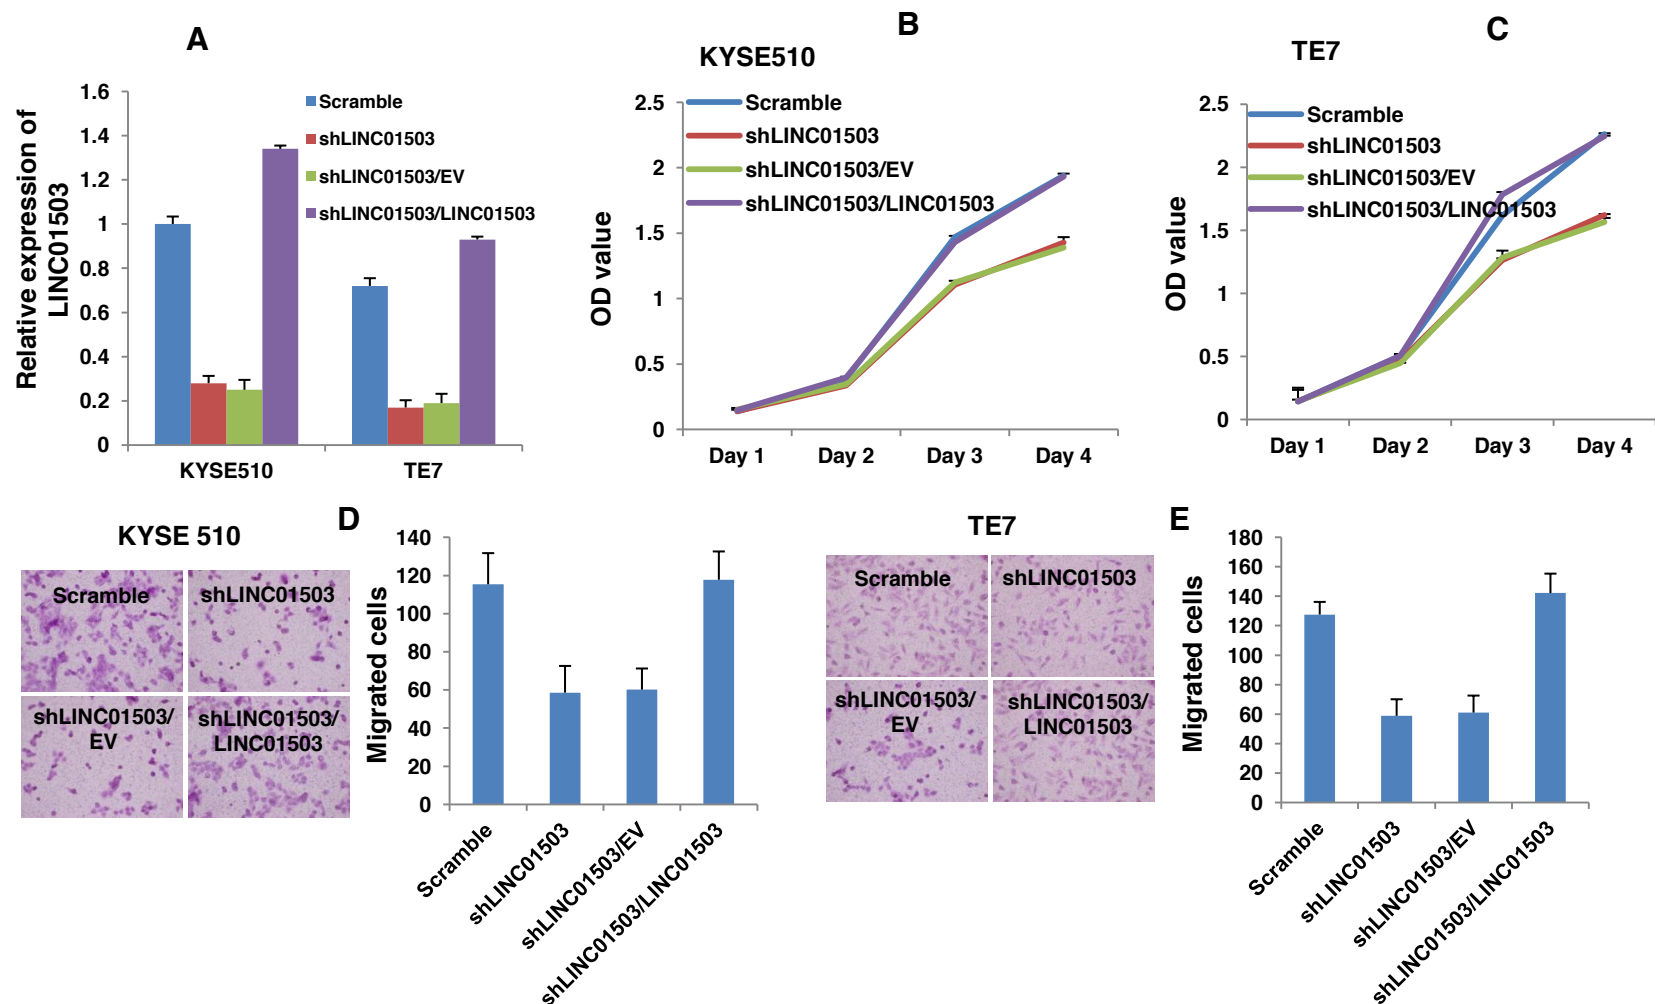 A
Relative expression of
LINC01503
1.6
1.4
1.2
1
0.8
0.6
0.4
0.2
0
Scramble
shLINC01503
shLINC01503/EV
shLINC01503/LINC01503
KYSE510
TE7
B
KYSE510
OD value
2.5
2
1.5
1
0.5
0
Scramble
shLINC01503
shLINC01503/EV
shLINC01503/LINC01503
Day 1
Day 2
Day 3
Day 4
C
TE7
OD value
2.5
2
1.5
1
0.5
0
Scramble
shLINC01503
shLINC01503/EV
shLINC01503/LINC01503
Day 1
Day 2
Day 3
Day 4
D
KYSE 510
Scramble
shLINC01503
shLINC01503/
EV
shLINC01503/
LINC01503
Migrated cells
140
120
100
80
60
40
20
0
Scramble
shLINC01503
shLINC01503/EV
shLINC01503/LINC01503
TE7
E
Scramble
shLINC01503
shLINC01503/
EV
shLINC01503/
LINC01503
Migrated cells
180
160
140
120
100
80
60
40
20
0
Scramble
shLINC01503
shLINC01503/EV
shLINC01503/LINC01503